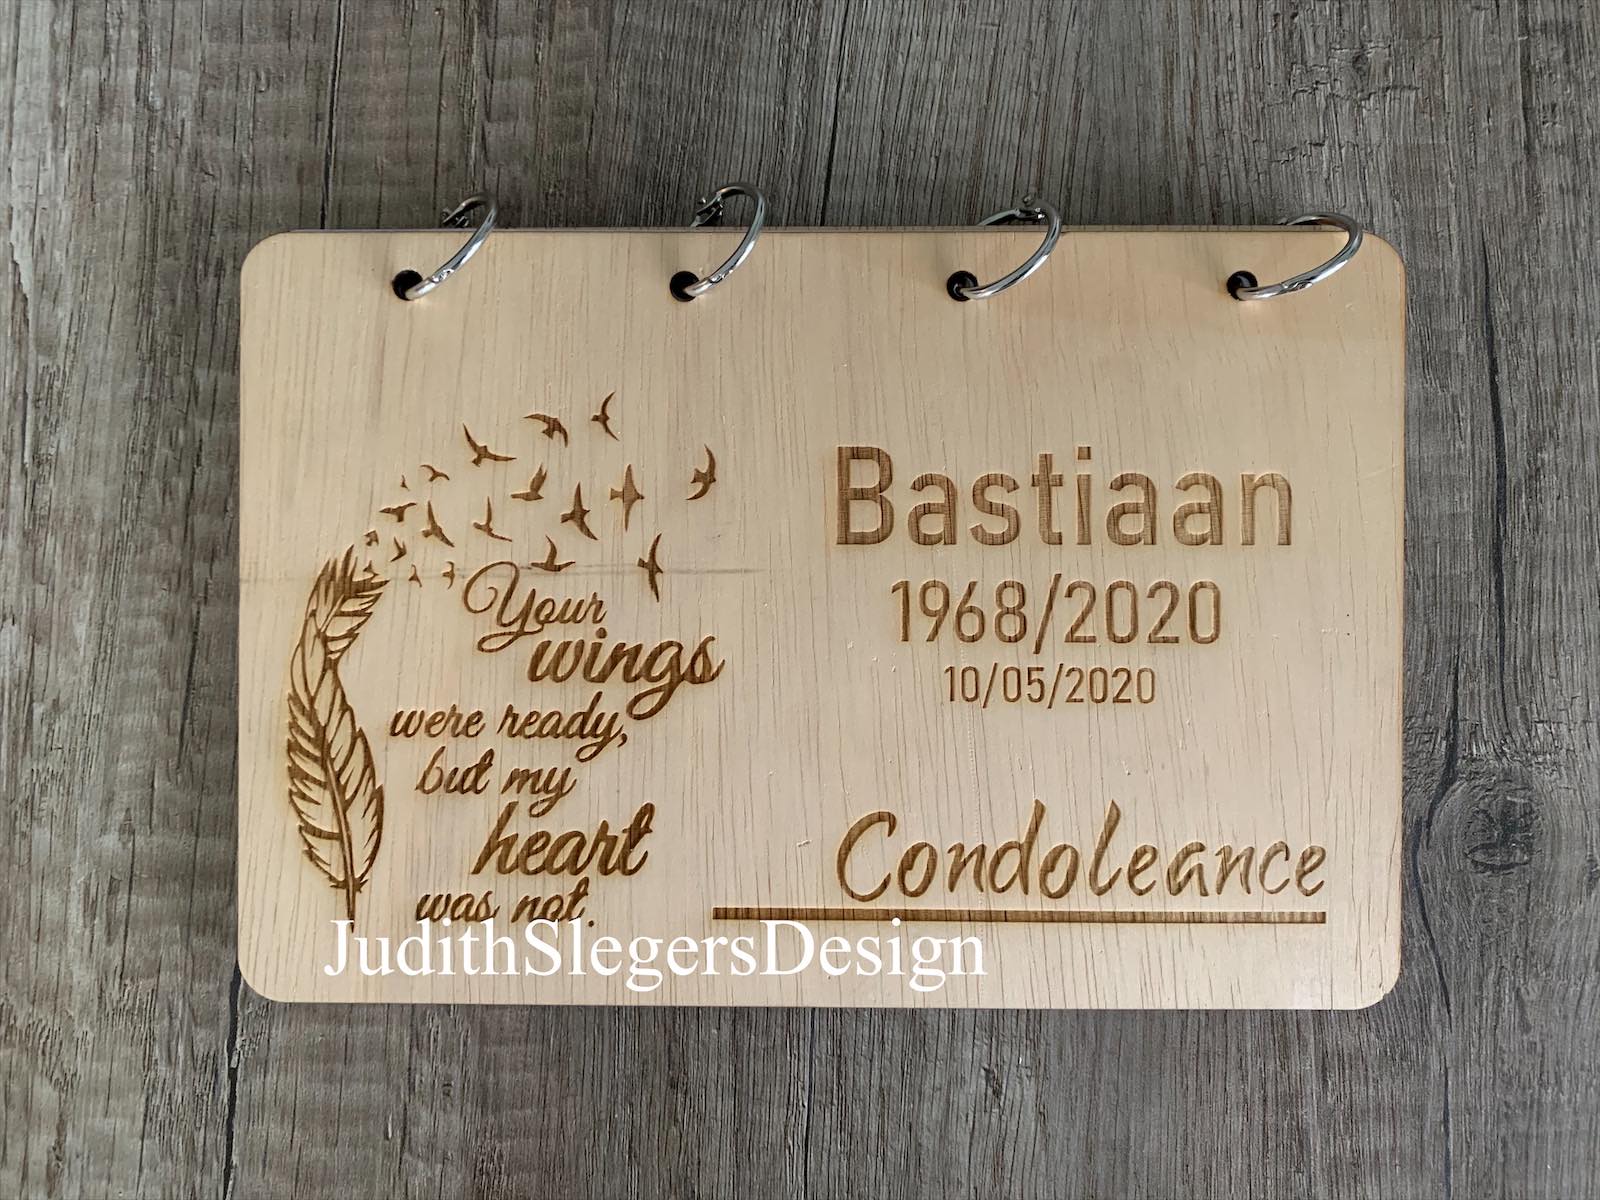 Your
wings
were ready,
but my
heart
was not.
Bastiaan
1968/2020
10/05/2020
Condoleance
JudithSlegersDesign